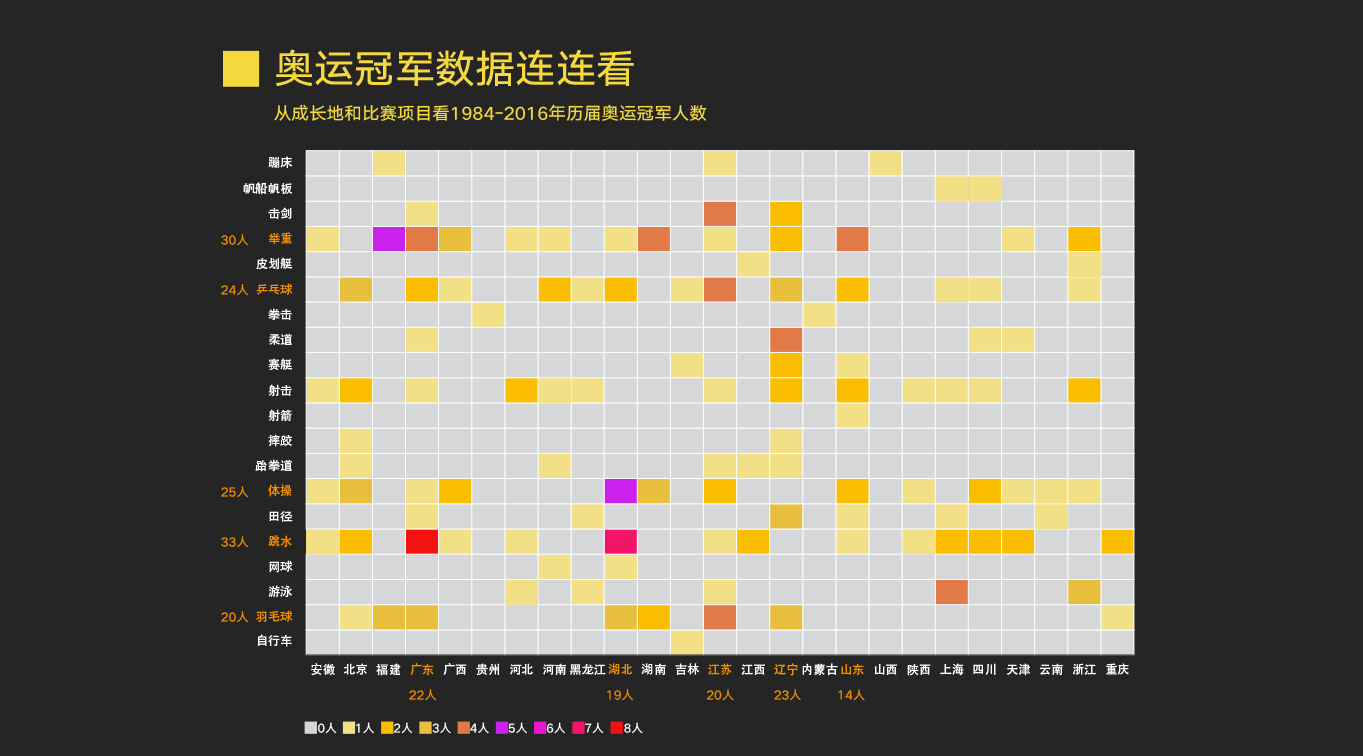 奥运冠军数据连连看
从成长地和比赛项目看1984-2016年历届奥运冠军人数
蹦床
帆船帆板
击剑
30人 举重
皮划艇
24人 乒乓球
拳击
柔道
赛艇
射击
射箭
摔跤
跆拳道
25人 体操
田径
33人 跳水
网球
游泳
20人 羽毛球
自行车
安徽 北京 福建 广东 广西 贵州 河北 河南 黑龙江 湖北 湖南 吉林 江苏 江西 辽宁 内蒙古 山东 山西 陕西 上海 四川 天津 云南 浙江 重庆
22人 19人 20人 23人 14人
0人 1人 2人 3人 4人 5人 6人 7人 8人